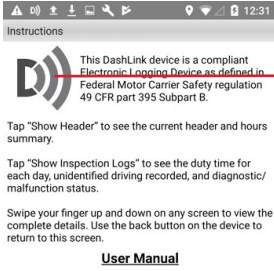 12:31
Instructions
This DashLink device is a compliant
Electronic Logging Device as defined in
Federal Motor Carrier Safety regulation
49 CFR part 395 Subpart B.
Tap “Show Header” to see the current header and hours
summary.
Tap “Show Inspection Logs” to see the duty time for
each day, unidentified driving recorded, and diagnostic/
malfunction status.
Swipe your finger up and down on any screen to view the
complete details. Use the back button on the device to
return to this screen.
User Manual